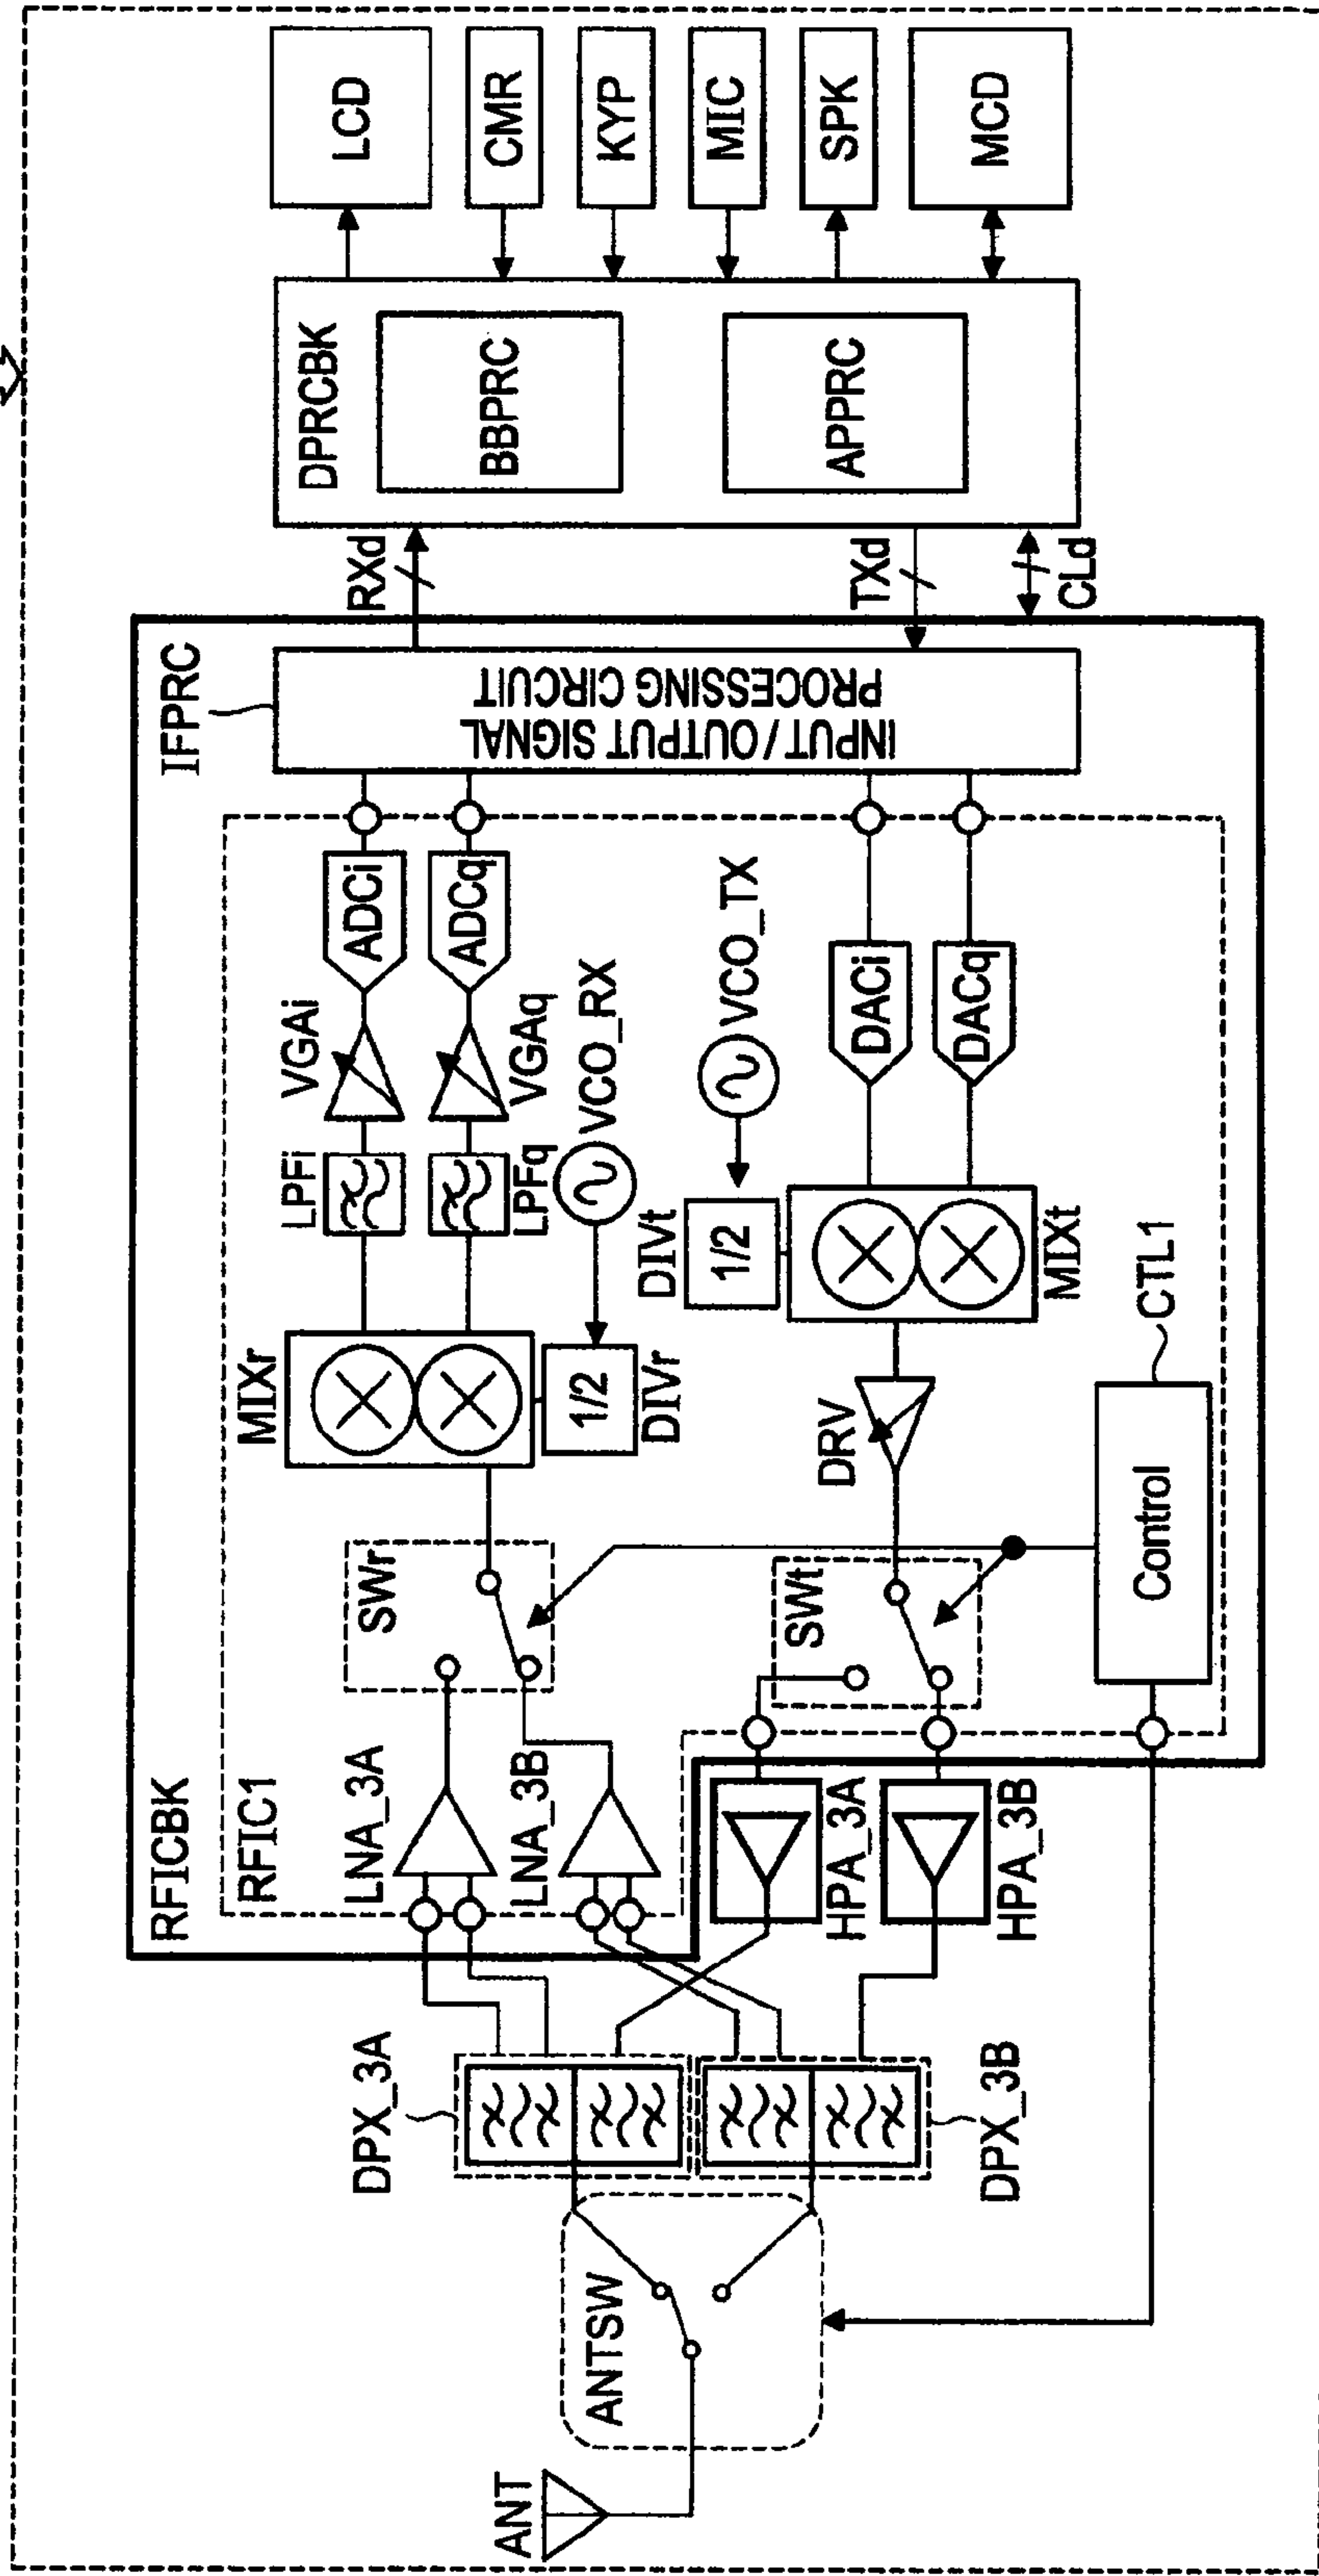 ANT
ANTSW
DPX_3A
DPX_3B
RFICBK
RFIC1
LNA_3A
LNA_3B
HPA_3A
HPA_3B
SWr
SWt
MIXr
1/2
DIVr
LPFi
LPFq
VGAi
VGAq
VCO_RX
ADCi
ADCq
DRV
DIVt
1/2
MIXt
VCO_TX
DACi
DACq
Control
CTL1
IFPRC
INPUT/OUTPUT SIGNAL
PROCESSING CIRCUIT
RXd
TXd
CLd
DPRCBK
BBPRC
APPRC
LCD
CMR
KYP
MIC
SPK
MCD